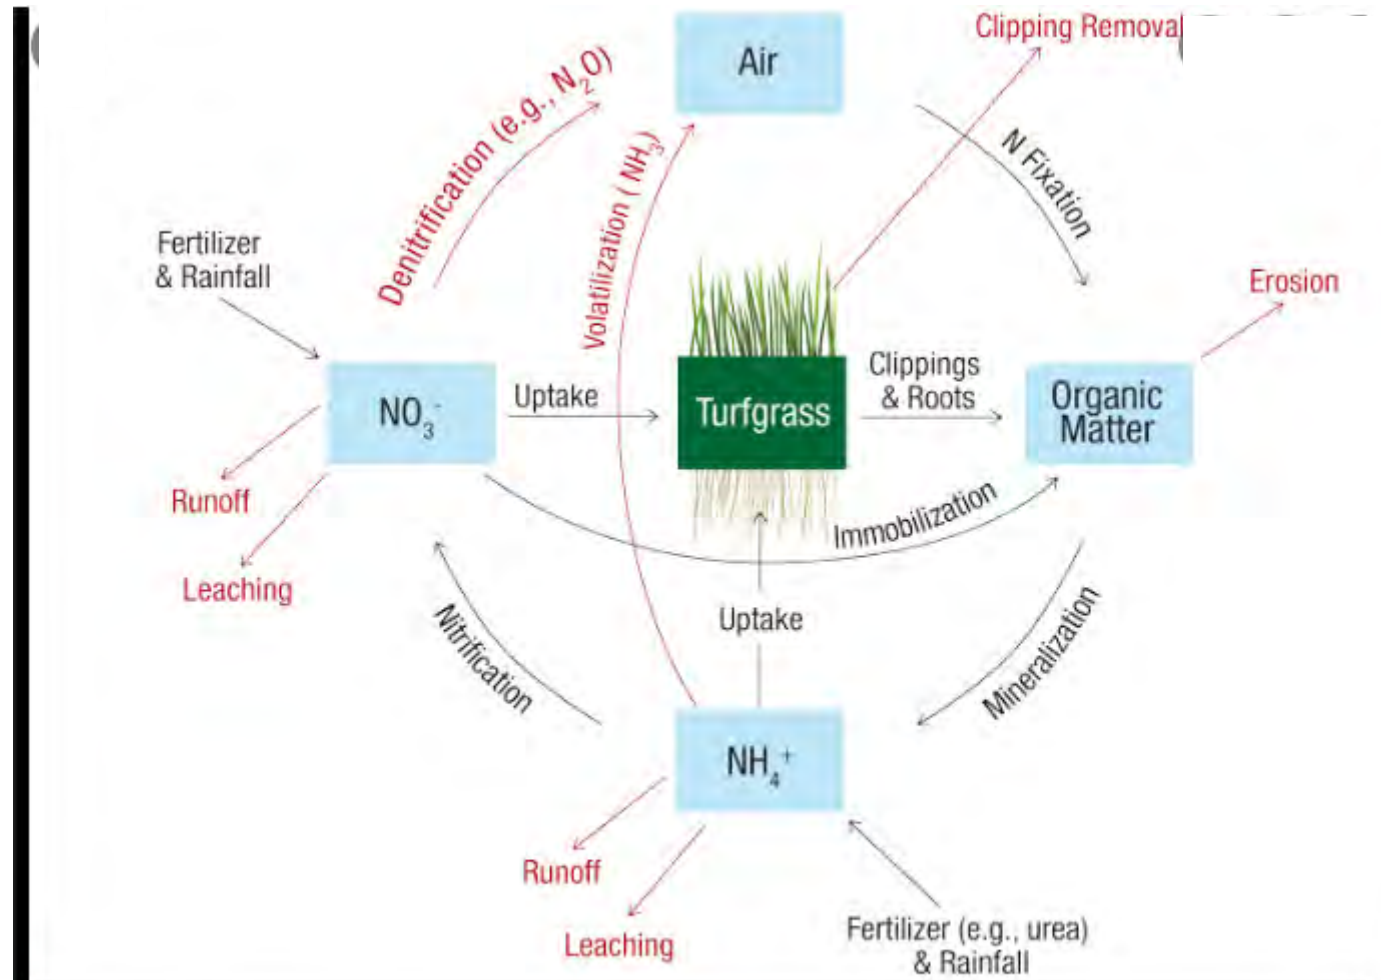 Clipping Removal
Air
Denitrification (e.g., N₂O)
N Fixation
Volatilization ( NH₃)
Fertilizer
& Rainfall
Erosion
NO₃⁻
Uptake
Turfgrass
Clippings
& Roots
Organic
Matter
Runoff
Leaching
Immobilization
Uptake
Nitrification
Mineralization
NH₄⁺
Runoff
Leaching
Fertilizer (e.g., urea)
& Rainfall